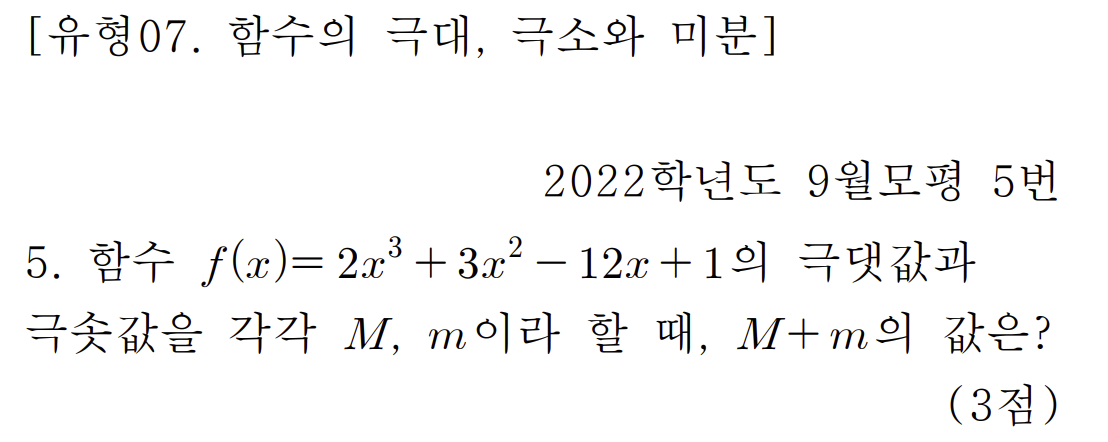 [유형07. 함수의 극대, 극소와 미분]
2022학년도 9월모평 5번
5. 함수 f(x)= 2x³ + 3x² − 12x + 1의 극댓값과
극솟값을 각각 M, m이라 할 때, M+m의 값은?
(3점)